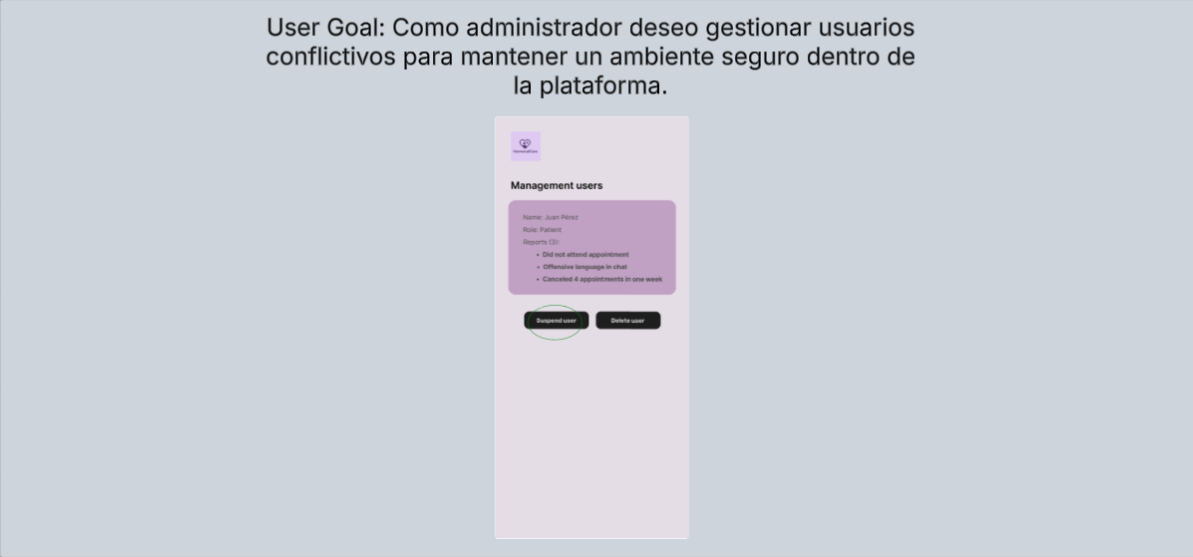 User Goal: Como administrador deseo gestionar usuarios
conflictivos para mantener un ambiente seguro dentro de
la plataforma.
Management users
Name: Juan Pérez
Role: Patient
Reports (3):
• Did not attend appointment
• Offensive language in chat
• Canceled 4 appointments in one week
Suspend user
Delete user